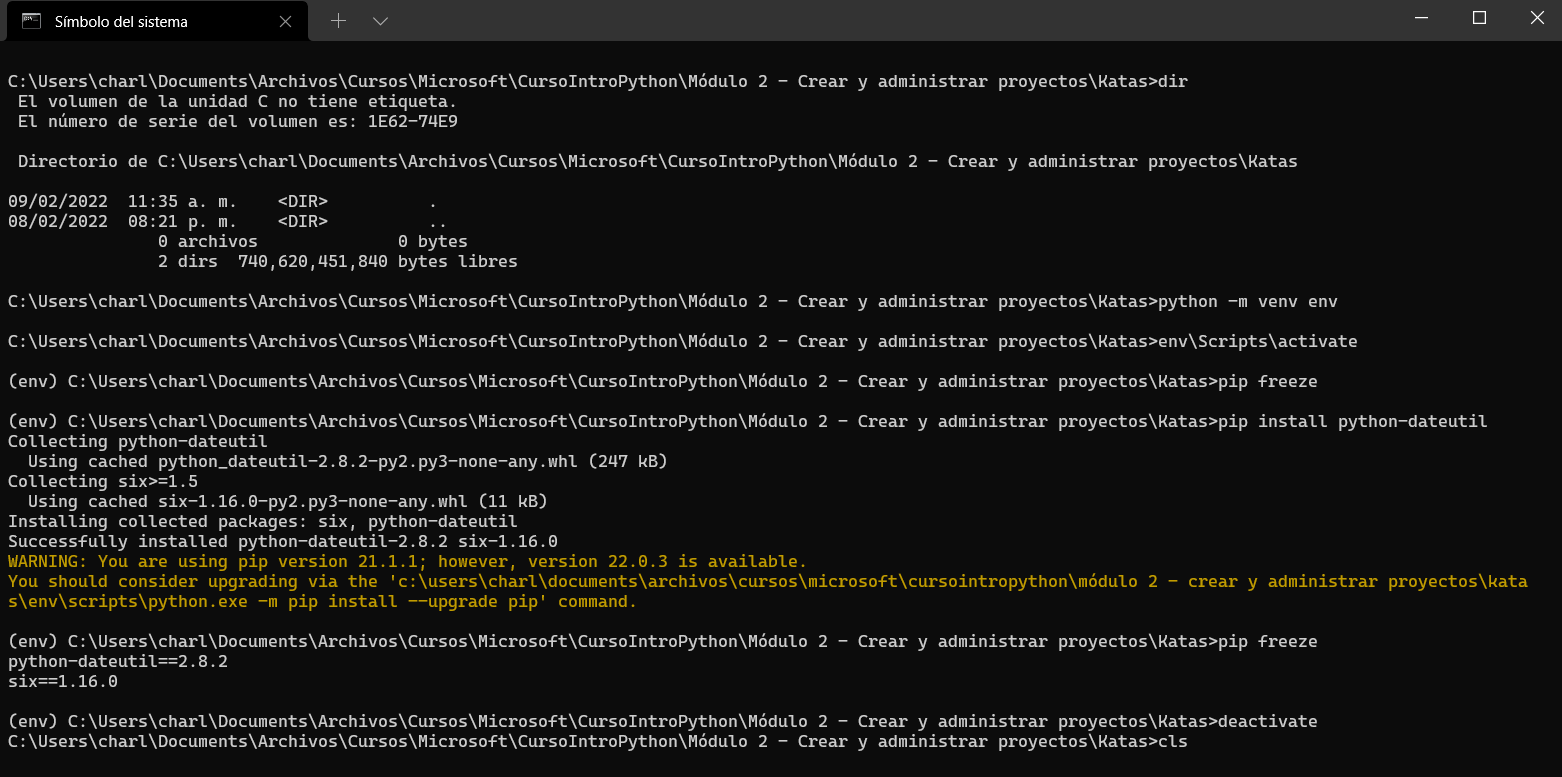 Símbolo del sistema
C:\Users\charl\Documents\Archivos\Cursos\Microsoft\CursoIntroPython\Módulo 2 - Crear y administrar proyectos\Katas>dir
 El volumen de la unidad C no tiene etiqueta.
 El número de serie del volumen es: 1E62-74E9
 Directorio de C:\Users\charl\Documents\Archivos\Cursos\Microsoft\CursoIntroPython\Módulo 2 - Crear y administrar proyectos\Katas
09/02/2022  11:35 a. m.    <DIR>          .
08/02/2022  08:21 p. m.    <DIR>          ..
               0 archivos              0 bytes
               2 dirs  740,620,451,840 bytes libres
C:\Users\charl\Documents\Archivos\Cursos\Microsoft\CursoIntroPython\Módulo 2 - Crear y administrar proyectos\Katas>python -m venv env
C:\Users\charl\Documents\Archivos\Cursos\Microsoft\CursoIntroPython\Módulo 2 - Crear y administrar proyectos\Katas>env\Scripts\activate
(env) C:\Users\charl\Documents\Archivos\Cursos\Microsoft\CursoIntroPython\Módulo 2 - Crear y administrar proyectos\Katas>pip freeze
(env) C:\Users\charl\Documents\Archivos\Cursos\Microsoft\CursoIntroPython\Módulo 2 - Crear y administrar proyectos\Katas>pip install python-dateutil
Collecting python-dateutil
  Using cached python_dateutil-2.8.2-py2.py3-none-any.whl (247 kB)
Collecting six>=1.5
  Using cached six-1.16.0-py2.py3-none-any.whl (11 kB)
Installing collected packages: six, python-dateutil
Successfully installed python-dateutil-2.8.2 six-1.16.0
WARNING: You are using pip version 21.1.1; however, version 22.0.3 is available.
You should consider upgrading via the 'c:\users\charl\documents\archivos\cursos\microsoft\cursointropython\módulo 2 - crear y administrar proyectos\kata
s\env\scripts\python.exe -m pip install --upgrade pip' command.
(env) C:\Users\charl\Documents\Archivos\Cursos\Microsoft\CursoIntroPython\Módulo 2 - Crear y administrar proyectos\Katas>pip freeze
python-dateutil==2.8.2
six==1.16.0
(env) C:\Users\charl\Documents\Archivos\Cursos\Microsoft\CursoIntroPython\Módulo 2 - Crear y administrar proyectos\Katas>deactivate
C:\Users\charl\Documents\Archivos\Cursos\Microsoft\CursoIntroPython\Módulo 2 - Crear y administrar proyectos\Katas>cls